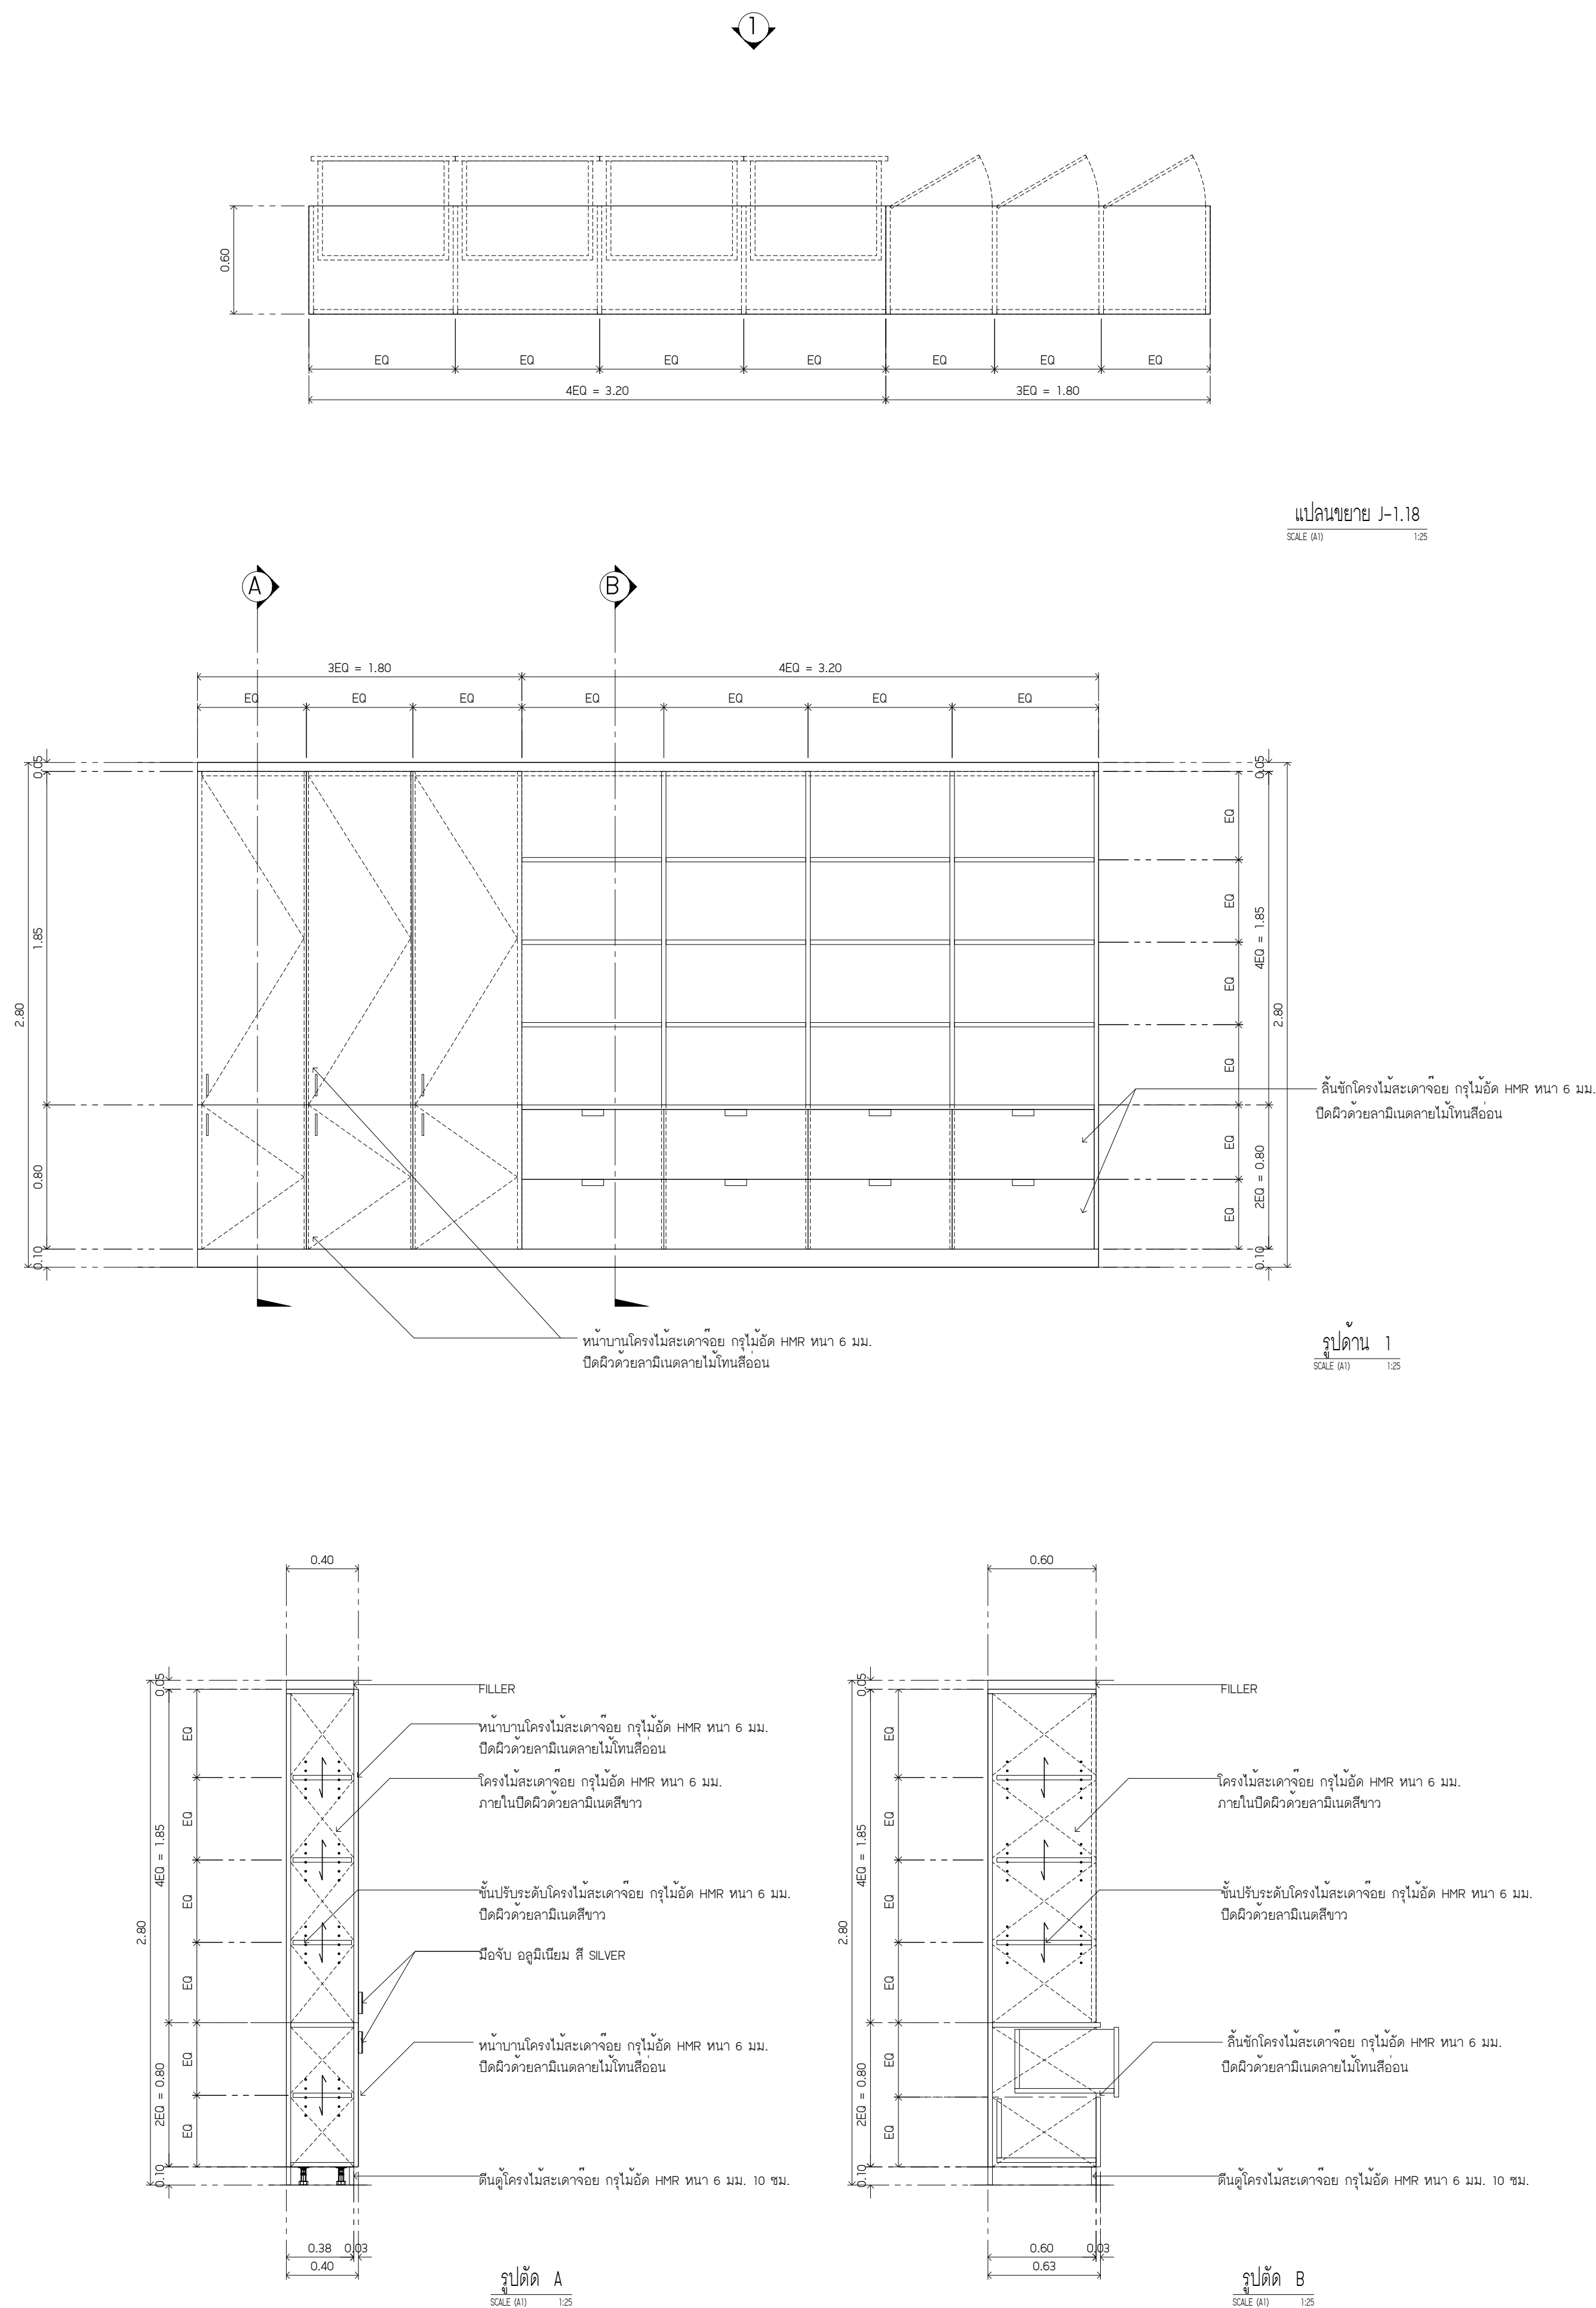 1
0.60
EQ EQ EQ EQ EQ EQ EQ
4EQ = 3.20 3EQ = 1.80
แปลนขยาย J-1.18
SCALE (A1) 1:25
A B
3EQ = 1.80 4EQ = 3.20
EQ EQ EQ EQ EQ EQ EQ
0.05
1.85
2.80
0.80
0.10
0.05
EQ
EQ
4EQ = 1.85
EQ
2.80
EQ
EQ
2EQ = 0.80
EQ
0.10
ลิ้นชักโครงไม้สะเดาจ๊อย กรุไม้อัด HMR หนา 6 มม.
ปิดผิวด้วยลามิเนตลายไม้โทนสีอ่อน
หน้าบานโครงไม้สะเดาจ๊อย กรุไม้อัด HMR หนา 6 มม.
ปิดผิวด้วยลามิเนตลายไม้โทนสีอ่อน
รูปด้าน 1
SCALE (A1) 1:25
0.40
0.05
EQ
EQ
4EQ = 1.85
EQ
2.80
EQ
EQ
2EQ = 0.80
EQ
0.10
FILLER
หน้าบานโครงไม้สะเดาจ๊อย กรุไม้อัด HMR หนา 6 มม.
ปิดผิวด้วยลามิเนตลายไม้โทนสีอ่อน
โครงไม้สะเดาจ๊อย กรุไม้อัด HMR หนา 6 มม.
ภายในปิดผิวด้วยลามิเนตสีขาว
ชั้นปรับระดับโครงไม้สะเดาจ๊อย กรุไม้อัด HMR หนา 6 มม.
ปิดผิวด้วยลามิเนตสีขาว
มือจับ อลูมิเนียม สี SILVER
หน้าบานโครงไม้สะเดาจ๊อย กรุไม้อัด HMR หนา 6 มม.
ปิดผิวด้วยลามิเนตลายไม้โทนสีอ่อน
ตีนตู้โครงไม้สะเดาจ๊อย กรุไม้อัด HMR หนา 6 มม. 10 ซม.
0.38 0.03
0.40
รูปตัด A
SCALE (A1) 1:25
0.60
0.05
EQ
EQ
4EQ = 1.85
EQ
2.80
EQ
EQ
2EQ = 0.80
EQ
0.10
FILLER
โครงไม้สะเดาจ๊อย กรุไม้อัด HMR หนา 6 มม.
ภายในปิดผิวด้วยลามิเนตสีขาว
ชั้นปรับระดับโครงไม้สะเดาจ๊อย กรุไม้อัด HMR หนา 6 มม.
ปิดผิวด้วยลามิเนตสีขาว
ลิ้นชักโครงไม้สะเดาจ๊อย กรุไม้อัด HMR หนา 6 มม.
ปิดผิวด้วยลามิเนตลายไม้โทนสีอ่อน
ตีนตู้โครงไม้สะเดาจ๊อย กรุไม้อัด HMR หนา 6 มม. 10 ซม.
0.60 0.03
0.63
รูปตัด B
SCALE (A1) 1:25